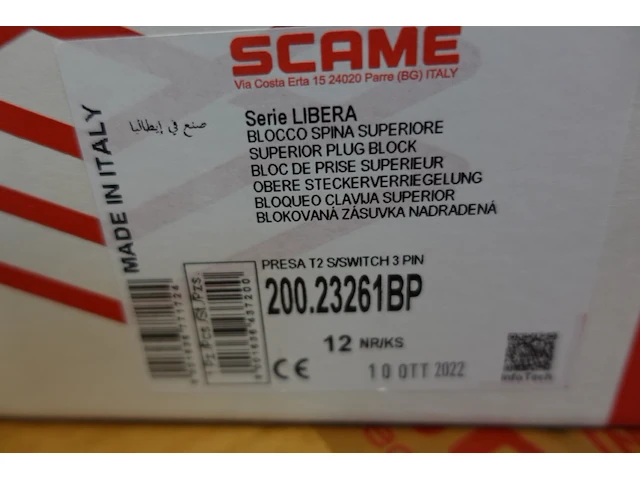 SCAME
Via Costa Erta 15 24020 Parre (BG) ITALY
MADE IN ITALY
صنع في إيطاليا
Serie LIBERA
BLOCCO SPINA SUPERIORE
SUPERIOR PLUG BLOCK
BLOC DE PRISE SUPERIEUR
OBERE STECKERVERRIEGELUNG
BLOQUEO CLAVIJA SUPERIOR
BLOKOVANÁ ZÁSUVKA NADRADENÁ
PRESA T2 S/SWITCH 3 PIN
200.23261BP
12 NR/KS
CE
10 OTT 2022
InfoTech